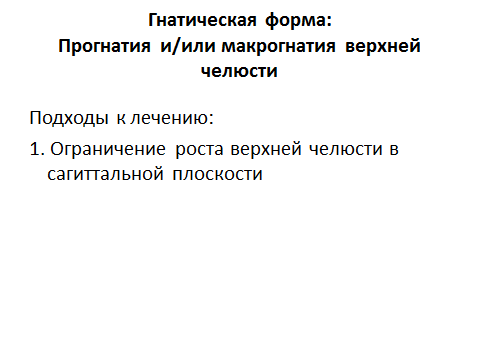 Гнатическая форма:
Прогнатия и/или макрогнатия верхней
челюсти
Подходы к лечению:
1. Ограничение роста верхней челюсти в
сагиттальной плоскости